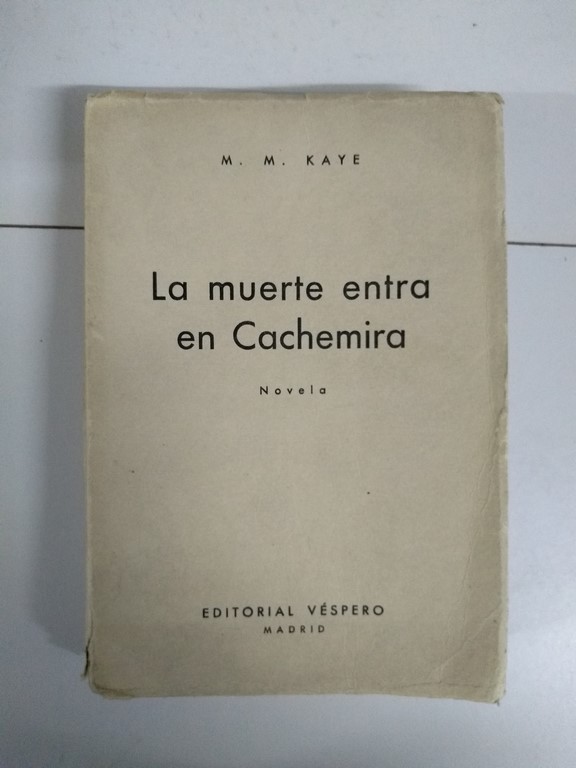 M. M. KAYE
La muerte entra
en Cachemira
Novela
EDITORIAL VÉSPERO
MADRID